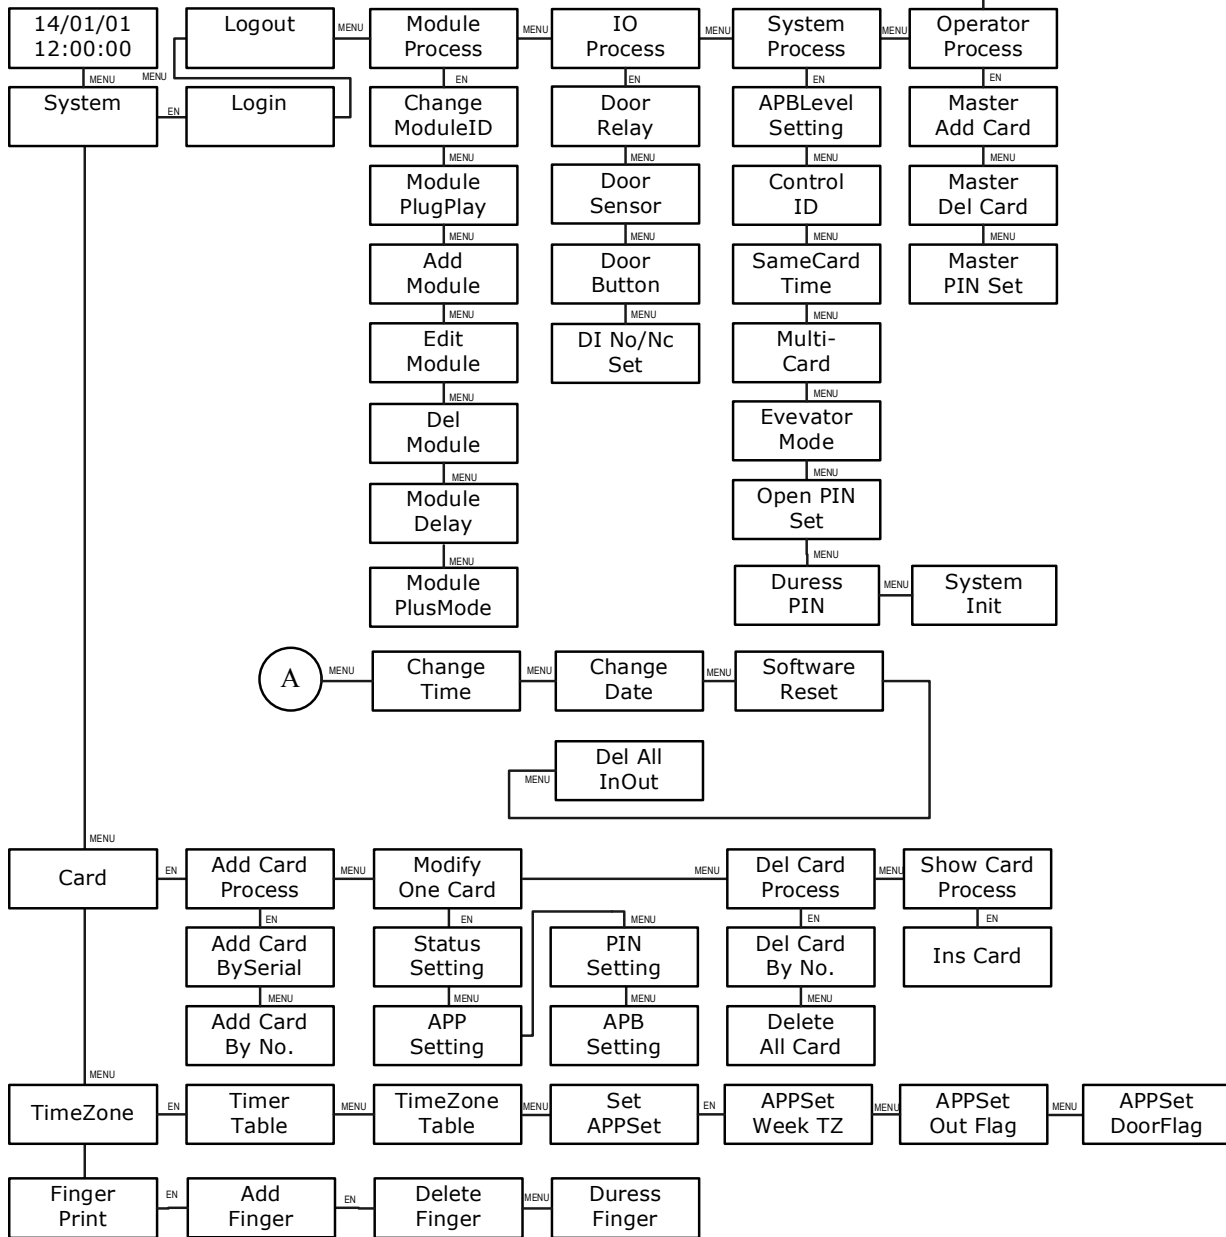 14/01/01
12:00:00
Logout
MENU
Module
Process
MENU
IO
Process
MENU
System
Process
MENU
Operator
Process
MENU
MENU
EN
EN
EN
EN
System
EN
Login
Change
ModuleID
Door
Relay
APBLevel
Setting
Master
Add Card
MENU
MENU
MENU
MENU
Module
PlugPlay
Door
Sensor
Control
ID
Master
Del Card
MENU
MENU
MENU
MENU
Add
Module
Door
Button
SameCard
Time
Master
PIN Set
MENU
MENU
MENU
Edit
Module
DI No/Nc
Set
Multi-
Card
MENU
MENU
Del
Module
Evevator
Mode
MENU
MENU
Module
Delay
Open PIN
Set
MENU
MENU
Module
PlusMode
Duress
PIN
MENU
System
Init
A
MENU
Change
Time
MENU
Change
Date
MENU
Software
Reset
MENU
Del All
InOut
MENU
Card
EN
Add Card
Process
MENU
Modify
One Card
MENU
Del Card
Process
MENU
Show Card
Process
EN
EN
MENU
EN
EN
Add Card
BySerial
Status
Setting
PIN
Setting
Del Card
By No.
Ins Card
MENU
MENU
MENU
MENU
Add Card
By No.
APP
Setting
APB
Setting
Delete
All Card
MENU
TimeZone
EN
Timer
Table
MENU
TimeZone
Table
MENU
Set
APPSet
EN
APPSet
Week TZ
MENU
APPSet
Out Flag
MENU
APPSet
DoorFlag
Finger
Print
EN
Add
Finger
EN
Delete
Finger
MENU
Duress
Finger